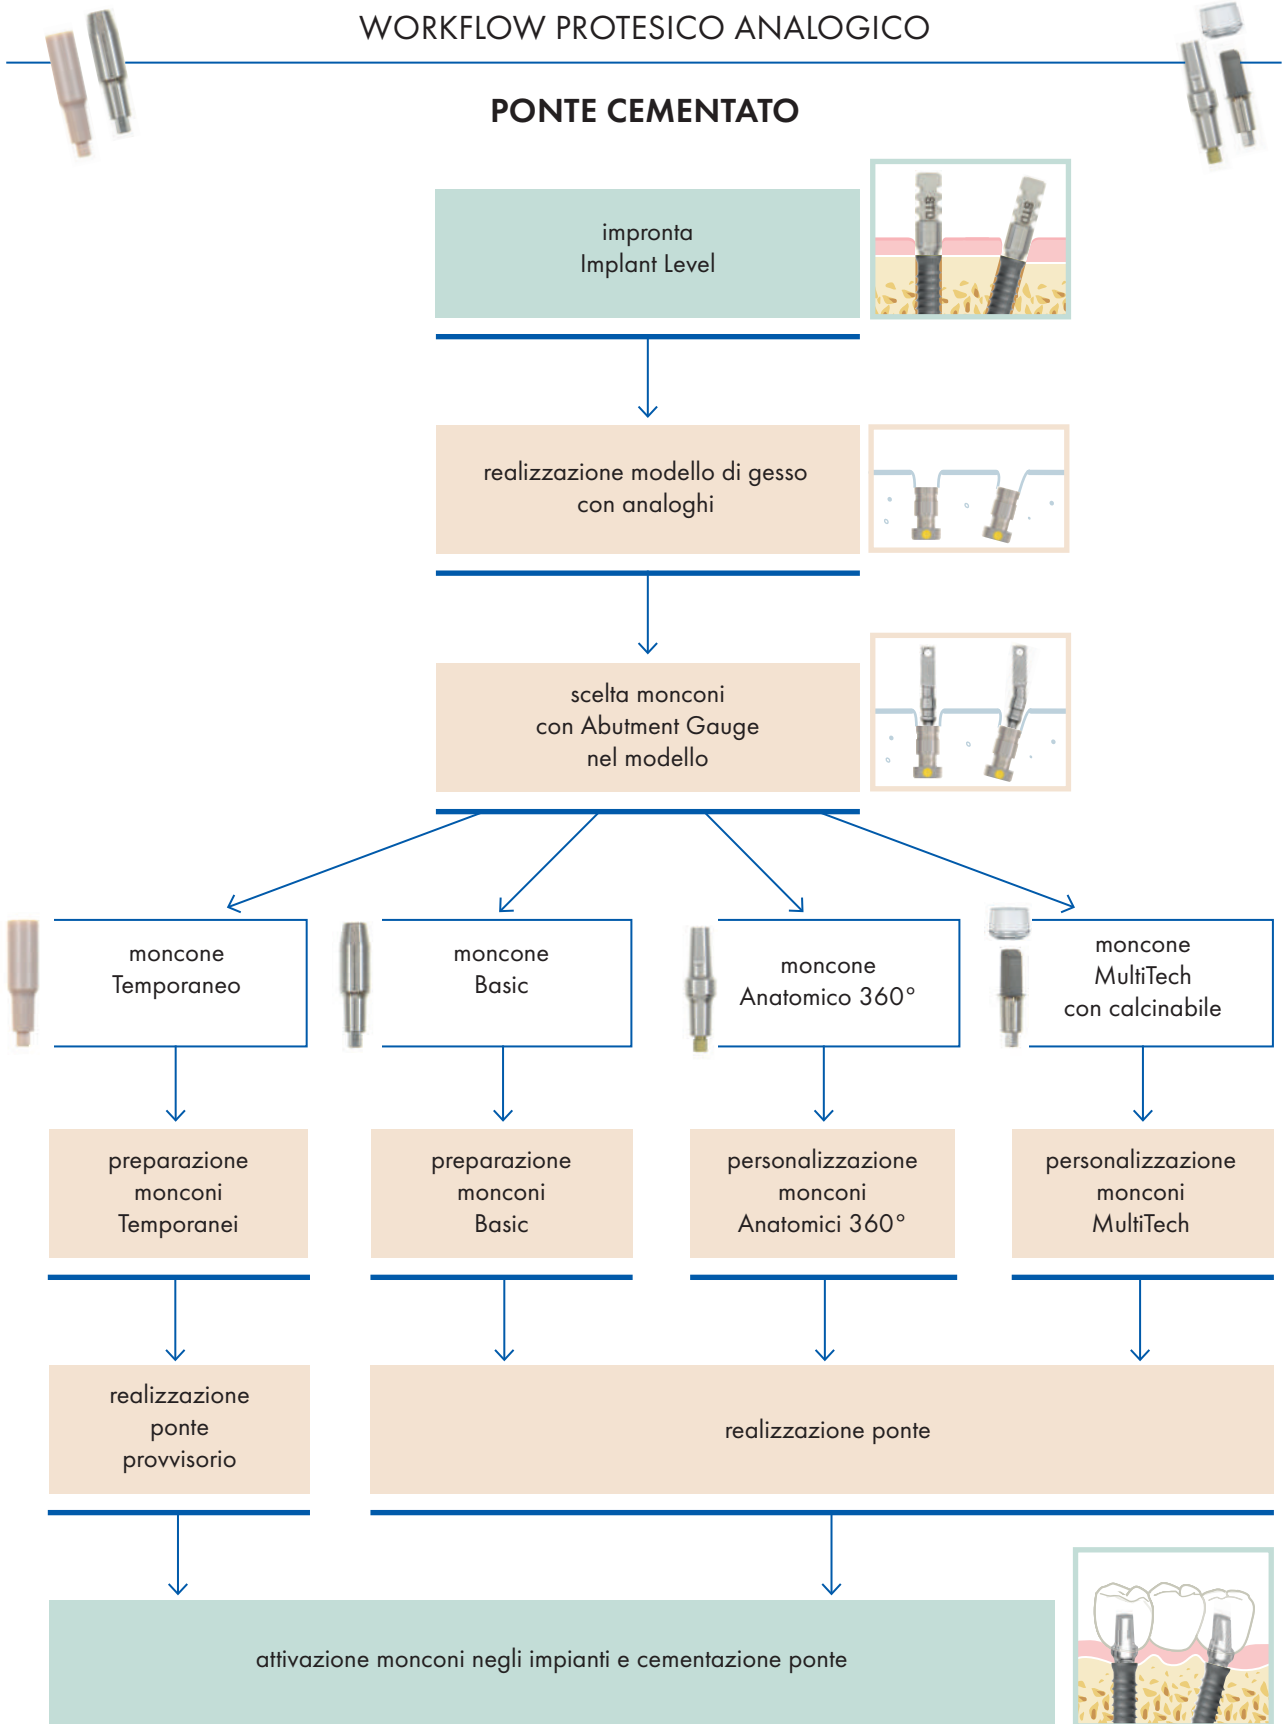 WORKFLOW PROTESICO ANALOGICO
PONTE CEMENTATO
impronta
Implant Level
STD
STD
realizzazione modello di gesso
con analoghi
scelta monconi
con Abutment Gauge
nel modello
moncone
Temporaneo
moncone
Basic
moncone
Anatomico 360°
moncone
MultiTech
con calcinabile
preparazione
monconi
Temporanei
preparazione
monconi
Basic
personalizzazione
monconi
Anatomici 360°
personalizzazione
monconi
MultiTech
realizzazione
ponte
provvisorio
realizzazione ponte
attivazione monconi negli impianti e cementazione ponte